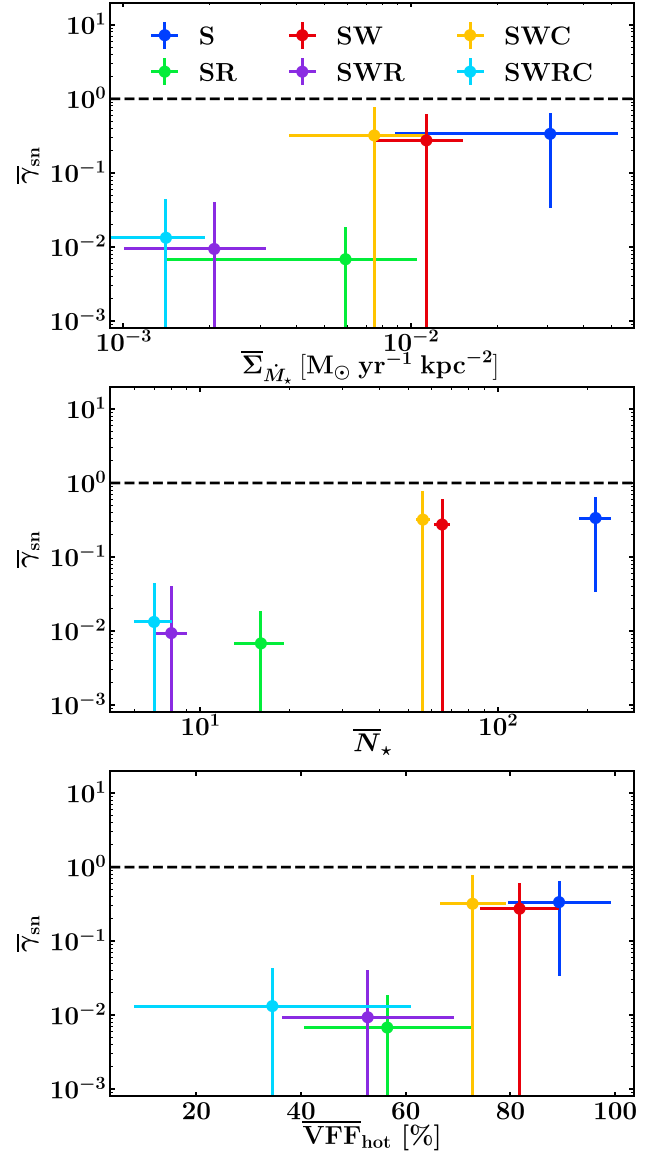 10¹
S SW SWC
SR SWR SWRC
10⁰
10⁻¹
10⁻²
10⁻³
γ̅ₛₙ
10⁻³ 10⁻²
Σ̅_Ṁ⋆ [M⊙ yr⁻¹ kpc⁻²]
10¹
10⁰
10⁻¹
10⁻²
10⁻³
γ̅ₛₙ
10¹ 10²
N̅⋆
10¹
10⁰
10⁻¹
10⁻²
10⁻³
γ̅ₛₙ
20 40 60 80 100
V̅F̅F̅_hot [%]